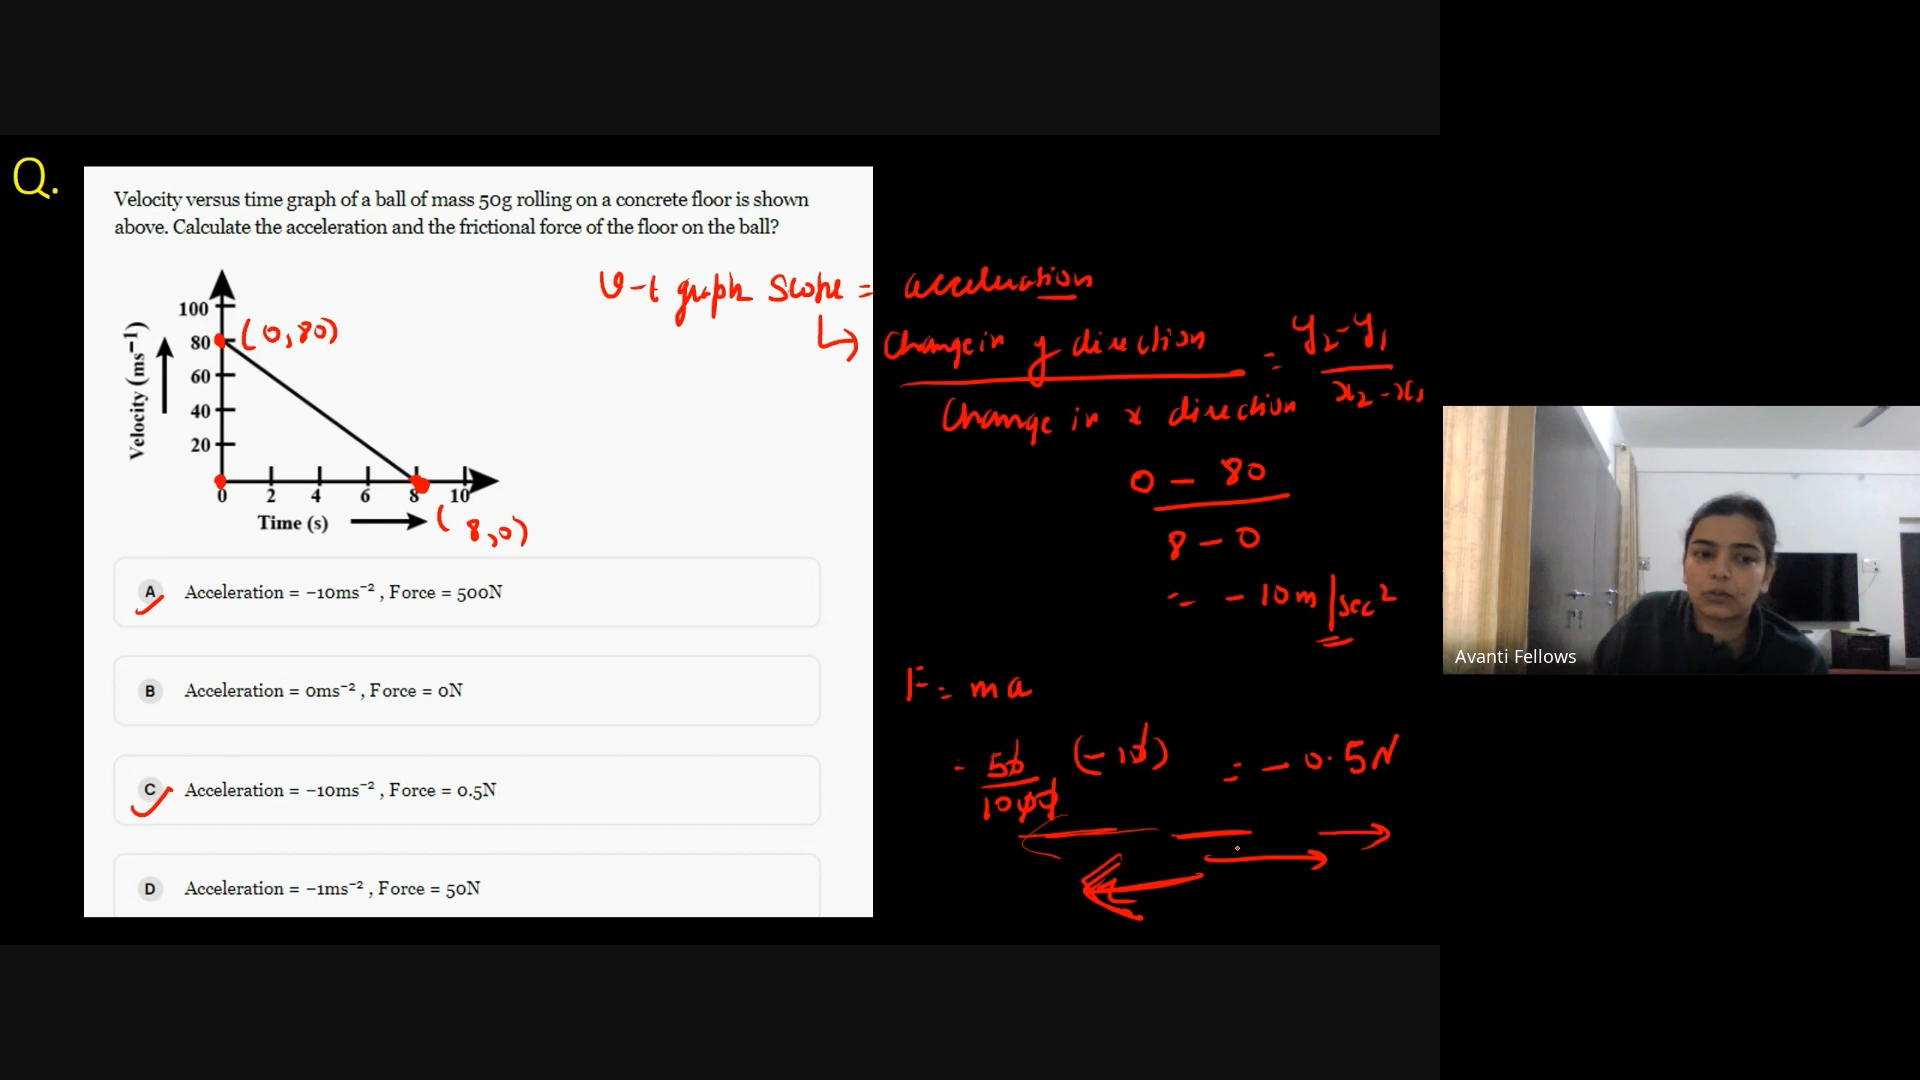 Q.
Velocity versus time graph of a ball of mass 50g rolling on a concrete floor is shown
above. Calculate the acceleration and the frictional force of the floor on the ball?
v-t graph slope = acceleration
↳ Change in y direction = y₂-y₁
Change in x direction x₂-x₁
Velocity (ms⁻¹)
100
80 (0,80)
60
40
20
0 2 4 6 8 10
Time (s) (8,0)
0 - 80
8 - 0
= - 10 m/sec²
A Acceleration = −10ms⁻² , Force = 500N
B Acceleration = 0ms⁻² , Force = 0N
C Acceleration = −10ms⁻² , Force = 0.5N
D Acceleration = −1ms⁻² , Force = 50N
F = ma
= 50 (-10) = - 0.5N
1000
Avanti Fellows